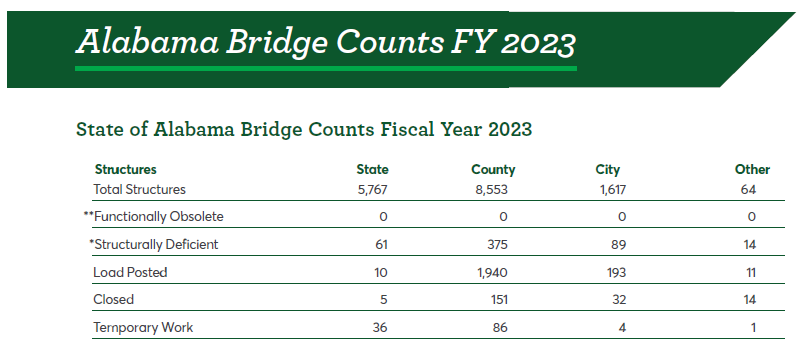 Alabama Bridge Counts FY 2023
State of Alabama Bridge Counts Fiscal Year 2023
Structures State County City Other
Total Structures 5,767 8,553 1,617 64
**Functionally Obsolete 0 0 0 0
*Structurally Deficient 61 375 89 14
Load Posted 10 1,940 193 11
Closed 5 151 32 14
Ternporary Work 36 86 4 1